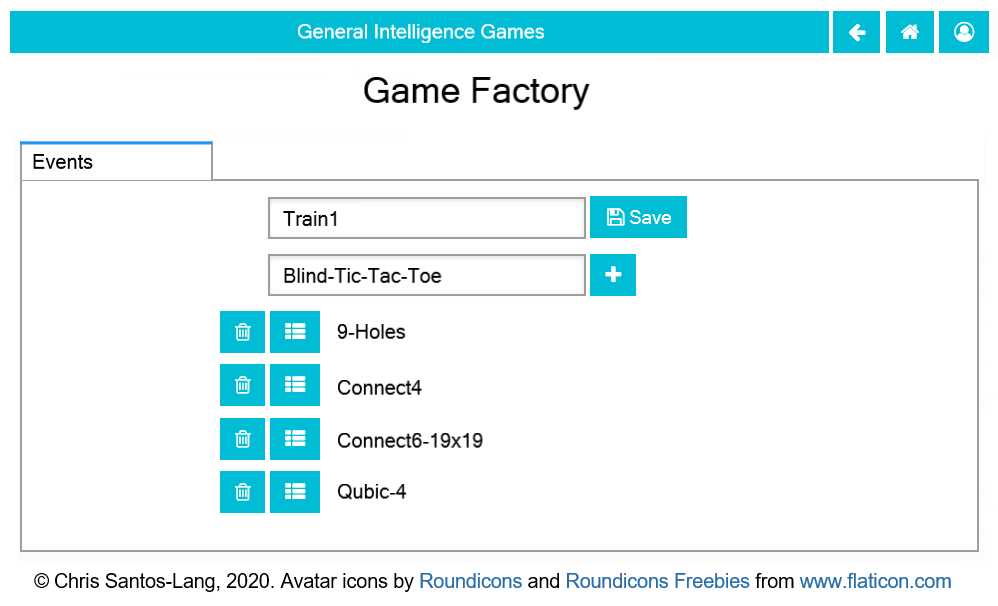 General Intelligence Games
Game Factory
Events
Train1
Save
Blind-Tic-Tac-Toe
9-Holes
Connect4
Connect6-19x19
Qubic-4
© Chris Santos-Lang, 2020. Avatar icons by Roundicons and Roundicons Freebies from www.flaticon.com